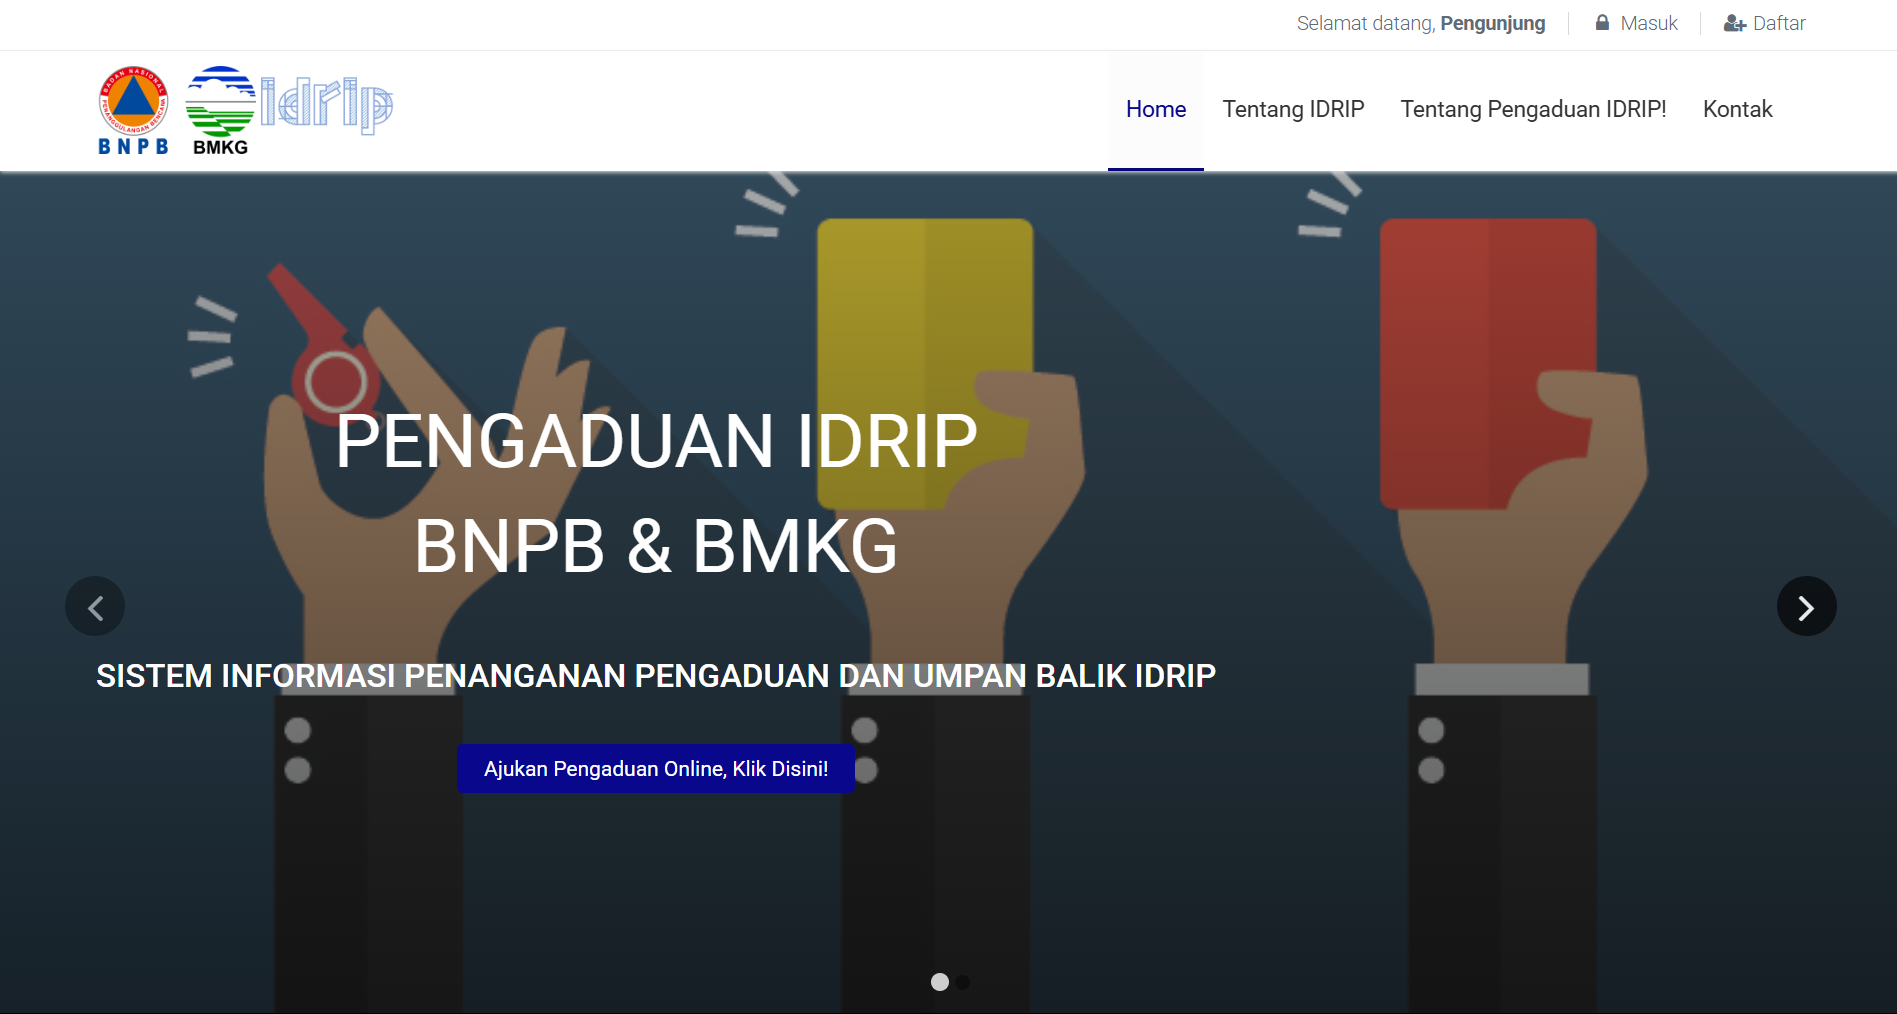 Selamat datang, Pengunjung
Masuk
Daftar
BADAN NASIONAL PENANGGULANGAN BENCANA
BNPB
BMKG
idrip
Home
Tentang IDRIP
Tentang Pengaduan IDRIP!
Kontak
PENGADUAN IDRIP
BNPB & BMKG
SISTEM INFORMASI PENANGANAN PENGADUAN DAN UMPAN BALIK IDRIP
Ajukan Pengaduan Online, Klik Disini!